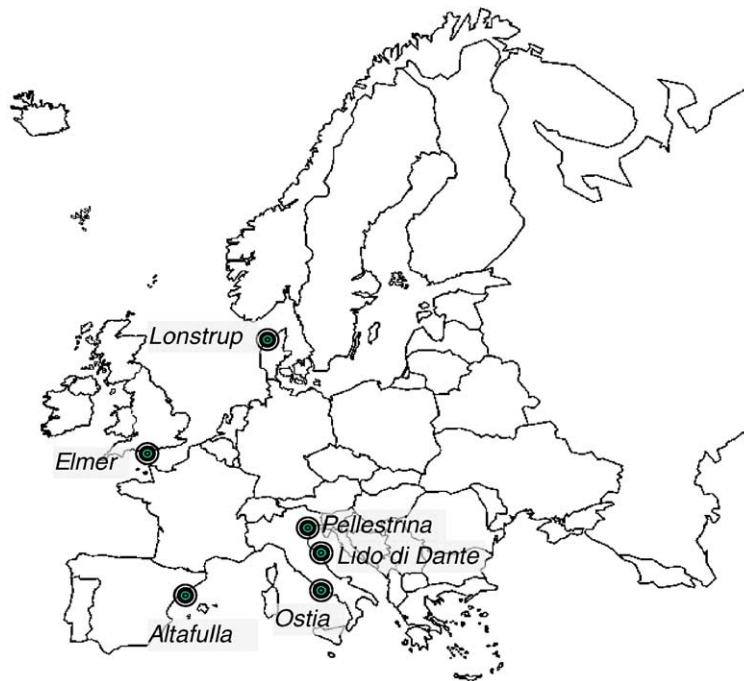 Lonstrup
Elmer
Pellestrina
Lido di Dante
Ostia
Altafulla